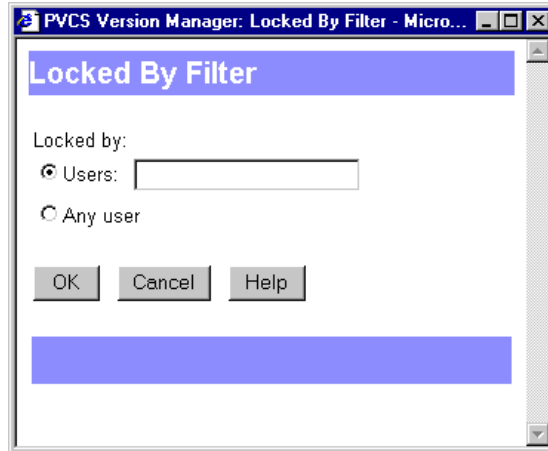 PVCS Version Manager: Locked By Filter - Micro...
Locked By Filter
Locked by:
Users:
Any user
OK Cancel Help